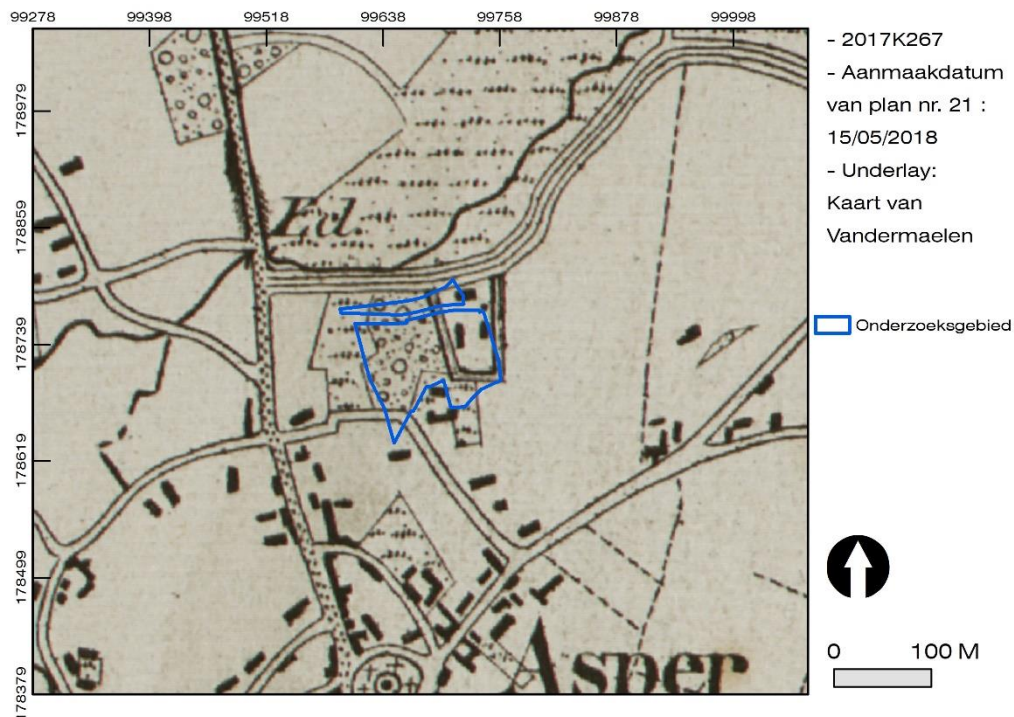 99278 99398 99518 99638 99758 99878 99998
178979
178859
178739
178619
178499
178379
Ed.
Asper
- 2017K267
- Aanmaakdatum
van plan nr. 21 :
15/05/2018
- Underlay:
Kaart van
Vandermaelen
Onderzoeksgebied
0 100 M